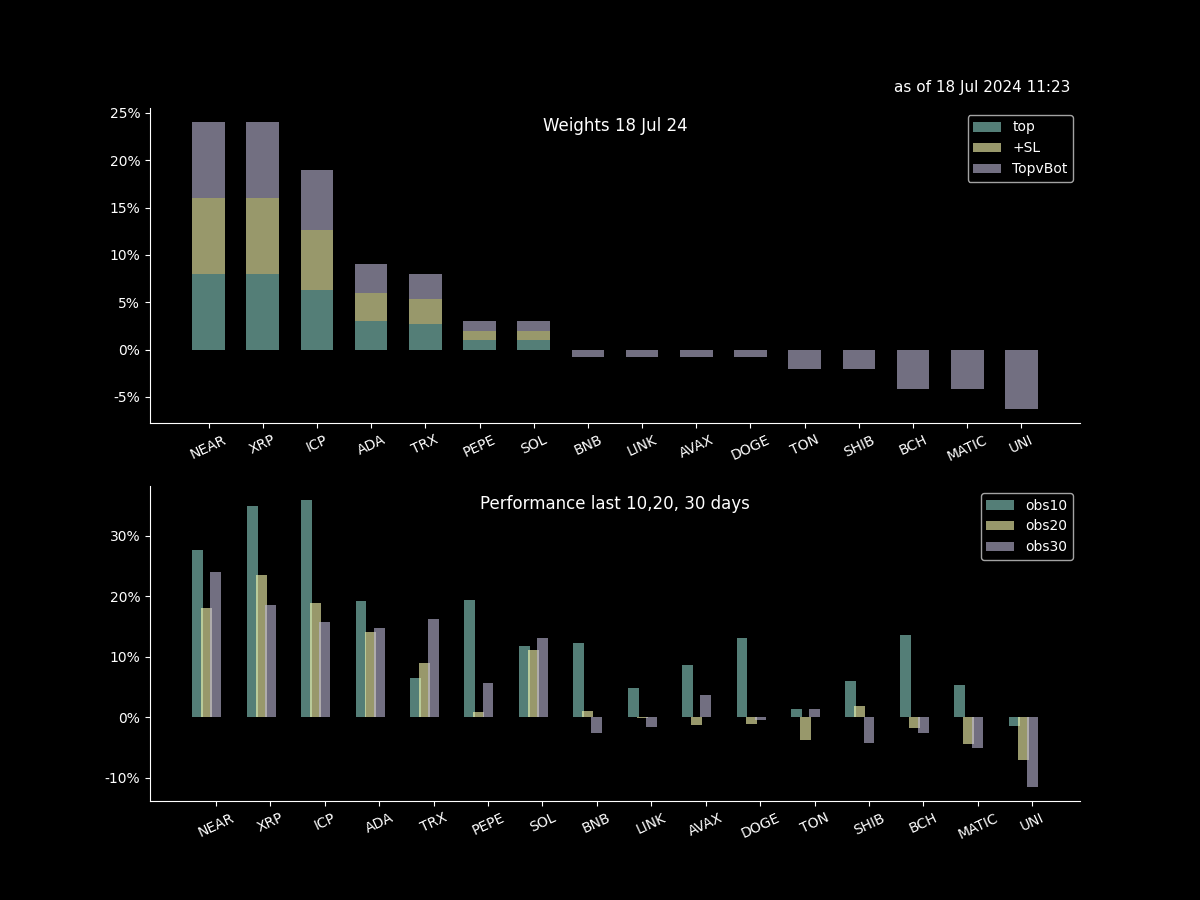 as of 18 Jul 2024 11:23
Weights 18 Jul 24
top
+SL
TopvBot
25%
20%
15%
10%
5%
0%
-5%
NEAR XRP ICP ADA TRX PEPE SOL BNB LINK AVAX DOGE TON SHIB BCH MATIC UNI
Performance last 10,20, 30 days
obs10
obs20
obs30
30%
20%
10%
0%
-10%
NEAR XRP ICP ADA TRX PEPE SOL BNB LINK AVAX DOGE TON SHIB BCH MATIC UNI